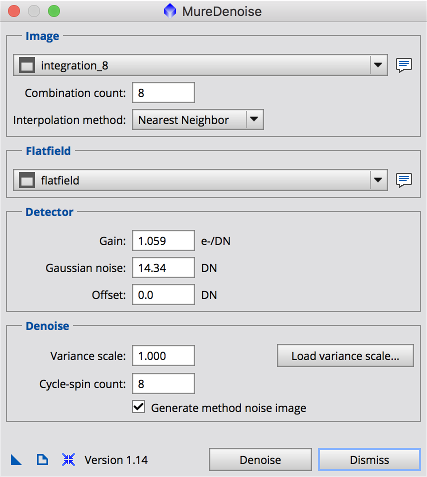 MureDenoise
Image
integration_8
Combination count: 8
Interpolation method: Nearest Neighbor
Flatfield
flatfield
Detector
Gain: 1.059 e-/DN
Gaussian noise: 14.34 DN
Offset: 0.0 DN
Denoise
Variance scale: 1.000 Load variance scale...
Cycle-spin count: 8
Generate method noise image
Version 1.14 Denoise Dismiss